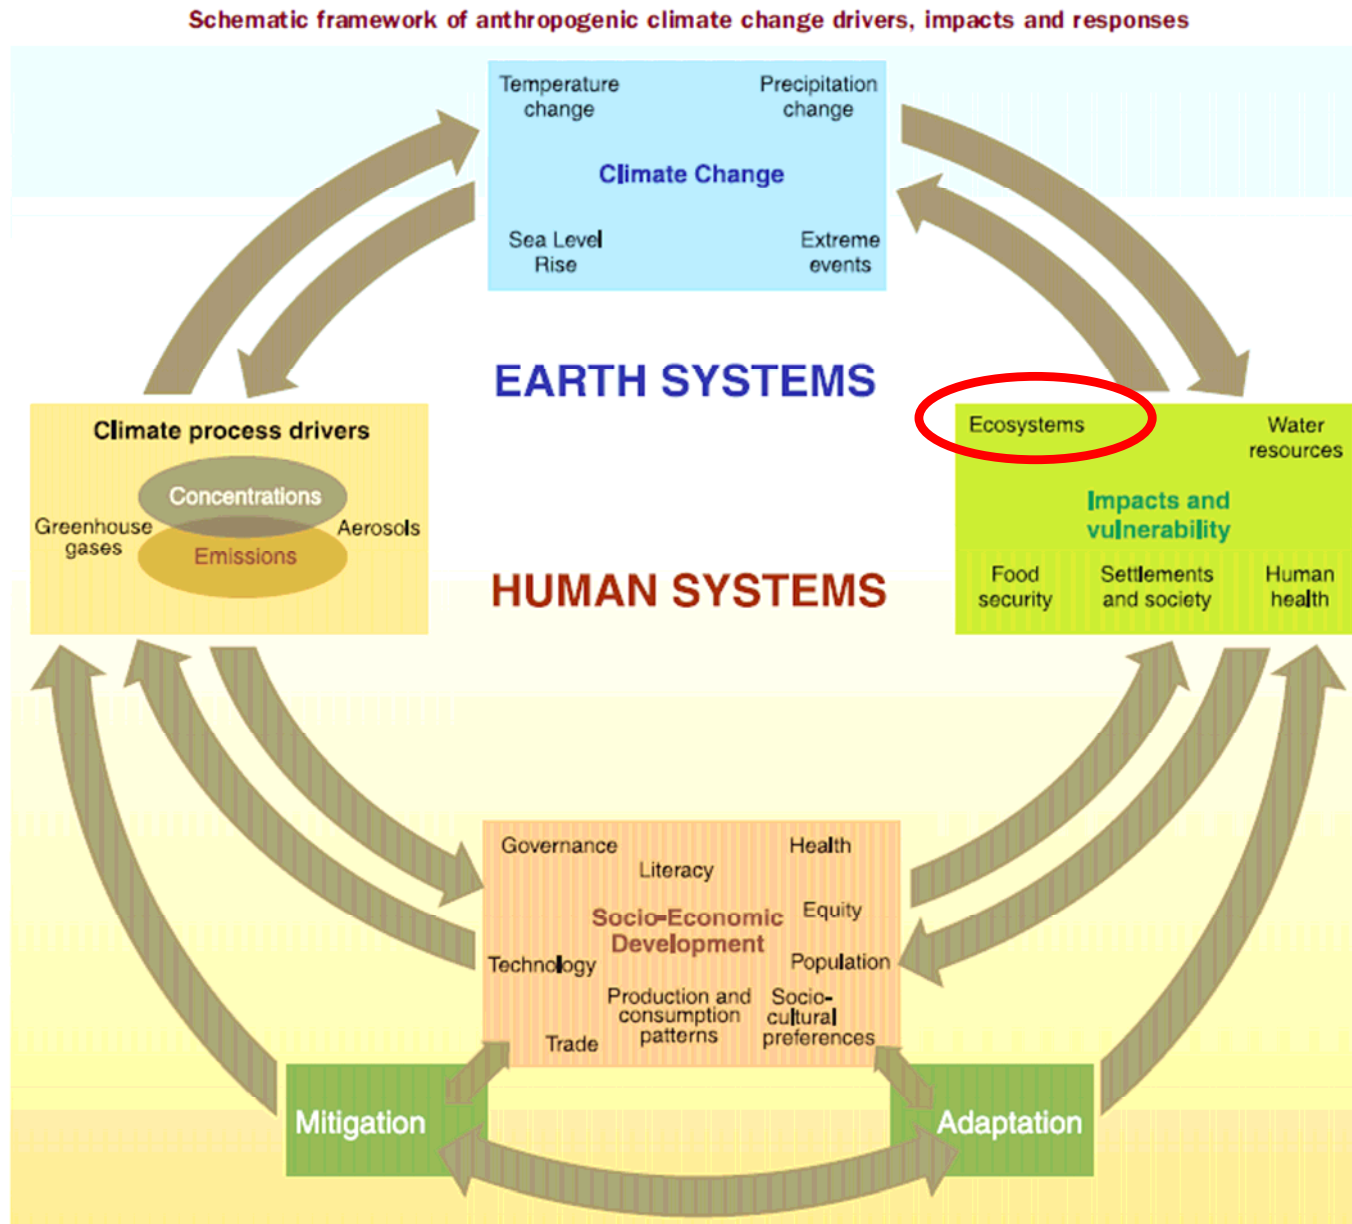 Schematic framework of anthropogenic climate change drivers, impacts and responses
Temperature
change
Precipitation
change
Climate Change
Sea Level
Rise
Extreme
events
EARTH SYSTEMS
Climate process drivers
Concentrations
Greenhouse
gases
Aerosols
Emissions
Ecosystems
Water
resources
Impacts and
vulnerability
Food
security
Settlements
and society
Human
health
HUMAN SYSTEMS
Governance
Literacy
Health
Socio-Economic
Development
Equity
Technology
Population
Production and
consumption
patterns
Socio-
cultural
preferences
Trade
Mitigation
Adaptation